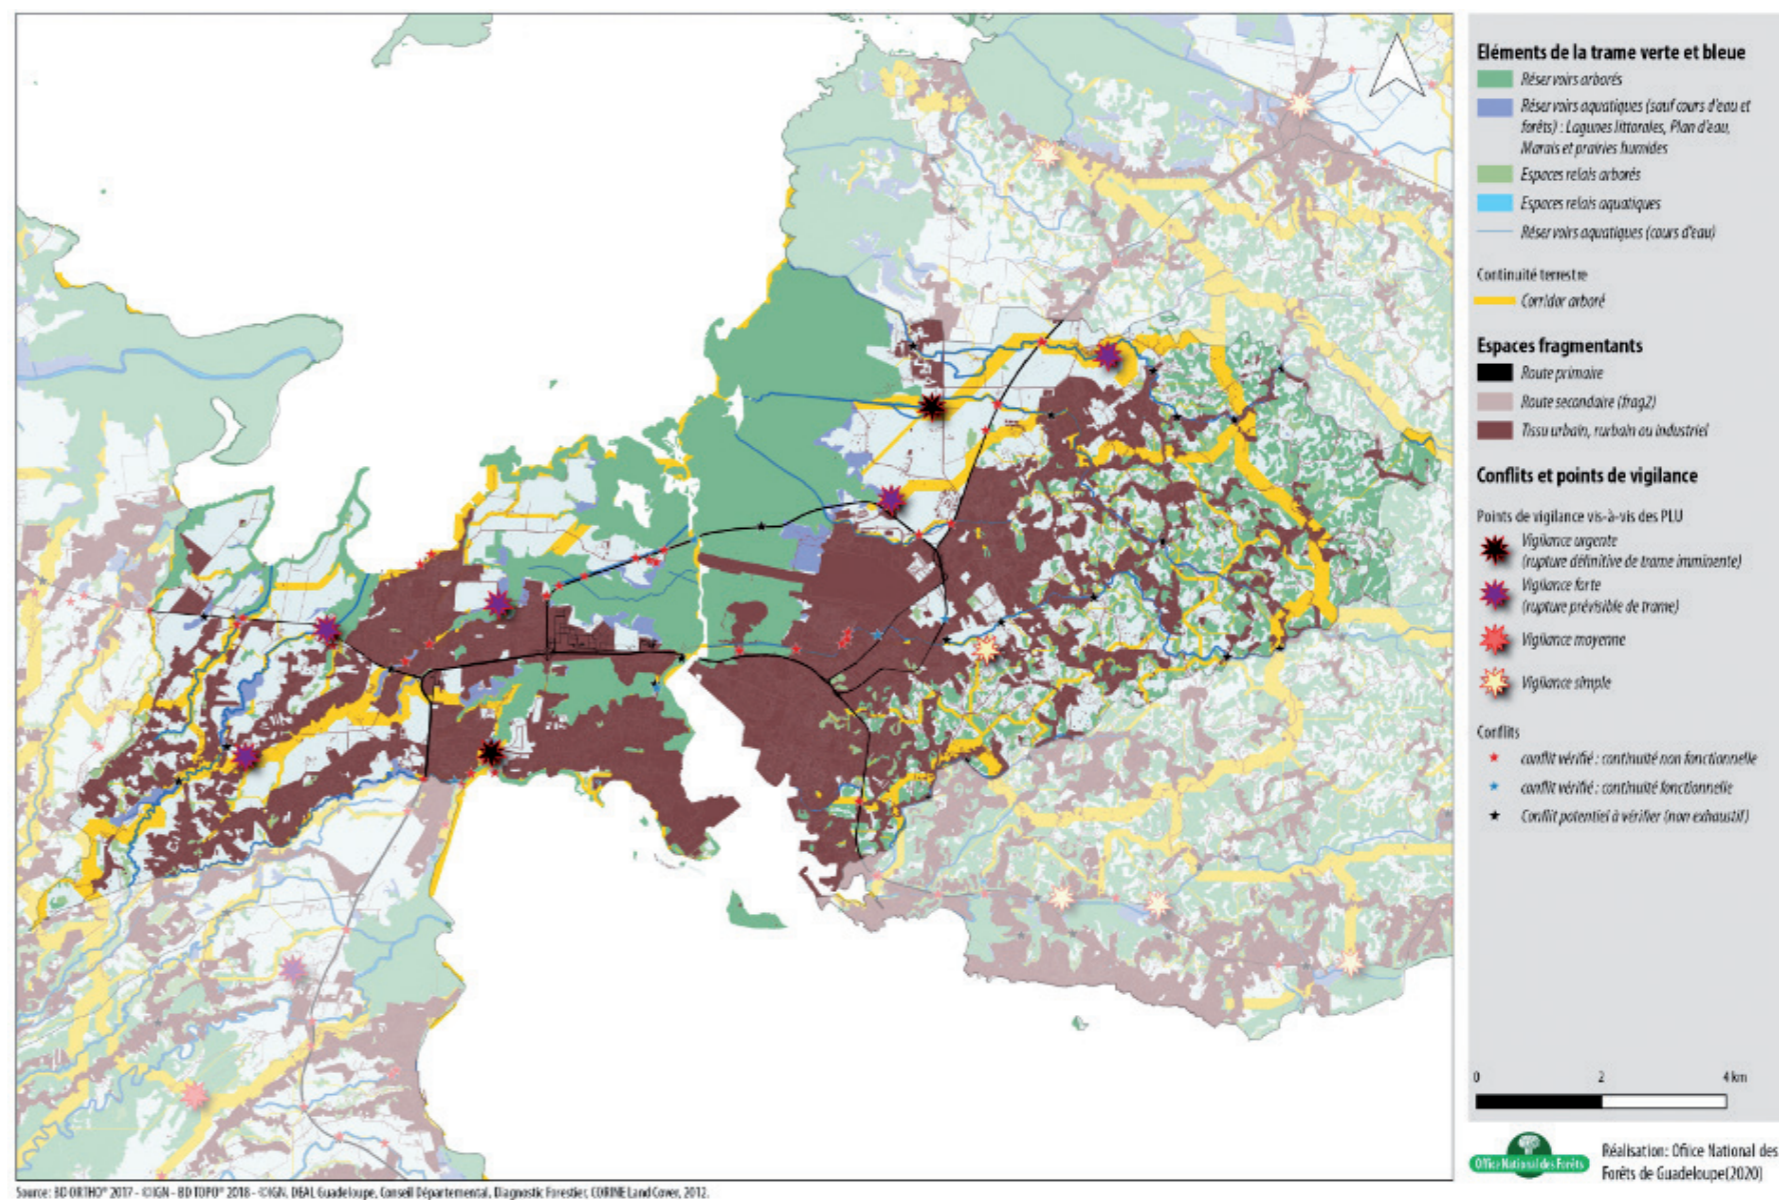 Eléments de la trame verte et bleue
Réservoirs arborés
Réservoirs aquatiques (sauf cours d'eau et
forêts) : Lagunes littorales, Plan d'eau,
Marais et prairies humides
Espaces relais arborés
Espaces relais aquatiques
Réservoirs aquatiques (cours d'eau)
Continuité terrestre
Corridor arboré
Espaces fragmentants
Route primaire
Route secondaire (frag2)
Tissu urbain, rurbain ou industriel
Conflits et points de vigilance
Points de vigilance vis-à-vis des PLU
Vigilance urgente
(rupture définitive de trame imminente)
Vigilance forte
(rupture prévisible de trame)
Vigilance moyenne
Vigilance simple
Conflits
conflit vérifié : continuité non fonctionnelle
conflit vérifié : continuité fonctionnelle
Conflit potentiel à vérifier (non exhaustif)
0 2 4 km
Office National des Forêts
Réalisation: Office National des
Forêts de Guadeloupe(2020)
Source: BD ORTHO® 2017 - ©IGN - BD TOPO® 2018 - ©IGN, DEAL Guadeloupe, Conseil Départemental, Diagnostic Forestier, CORINE Land Cover, 2012.